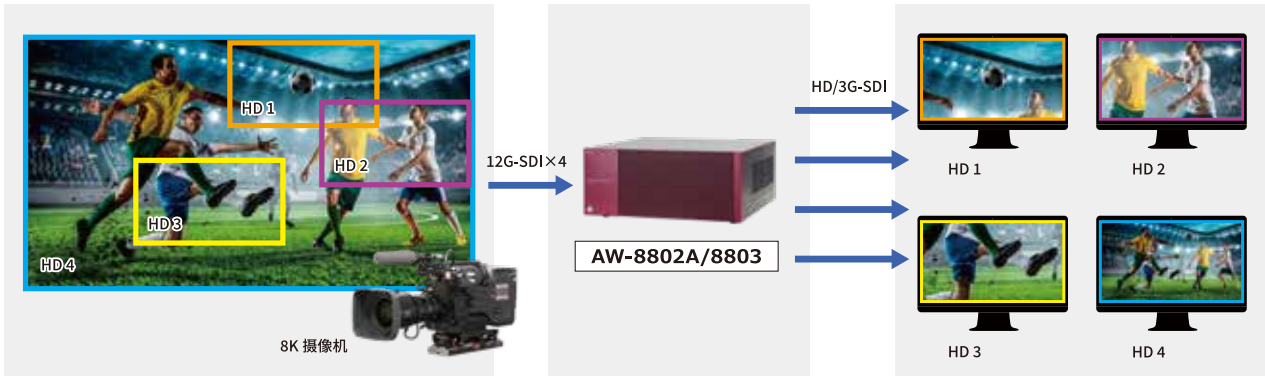 HD 1
HD 2
HD 3
HD 4
8K 摄像机
12G-SDI×4
AW-8802A/8803
HD/3G-SDI
HD 1
HD 2
HD 3
HD 4